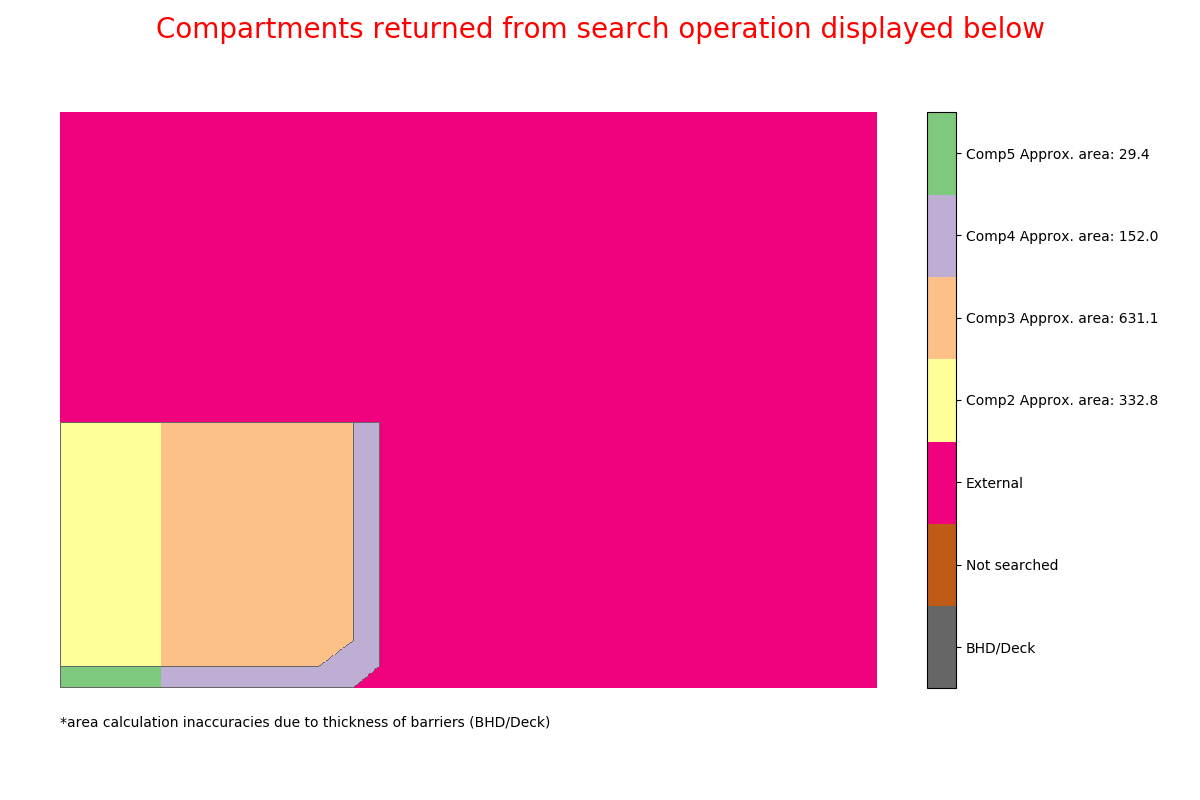 Compartments returned from search operation displayed below
Comp5 Approx. area: 29.4
Comp4 Approx. area: 152.0
Comp3 Approx. area: 631.1
Comp2 Approx. area: 332.8
External
Not searched
BHD/Deck
*area calculation inaccuracies due to thickness of barriers (BHD/Deck)